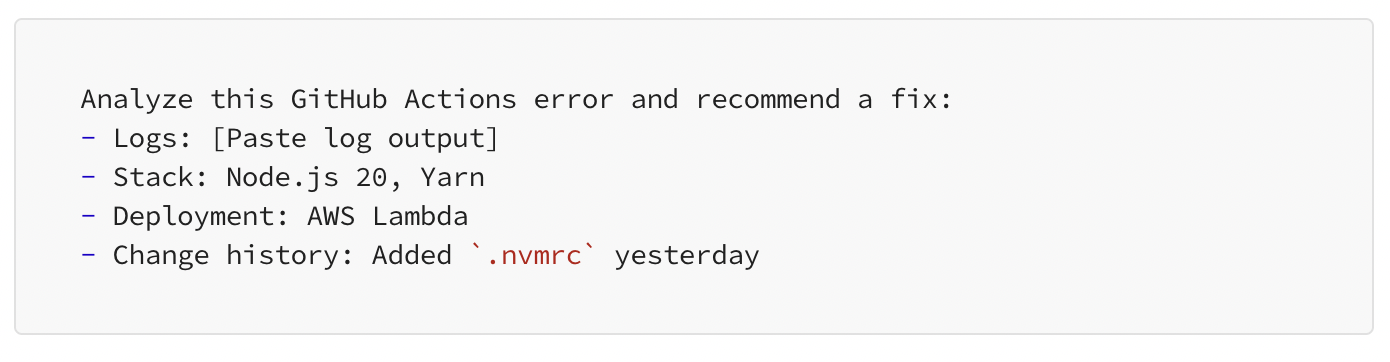 Analyze this GitHub Actions error and recommend a fix:
- Logs: [Paste log output]
- Stack: Node.js 20, Yarn
- Deployment: AWS Lambda
- Change history: Added `.nvmrc` yesterday